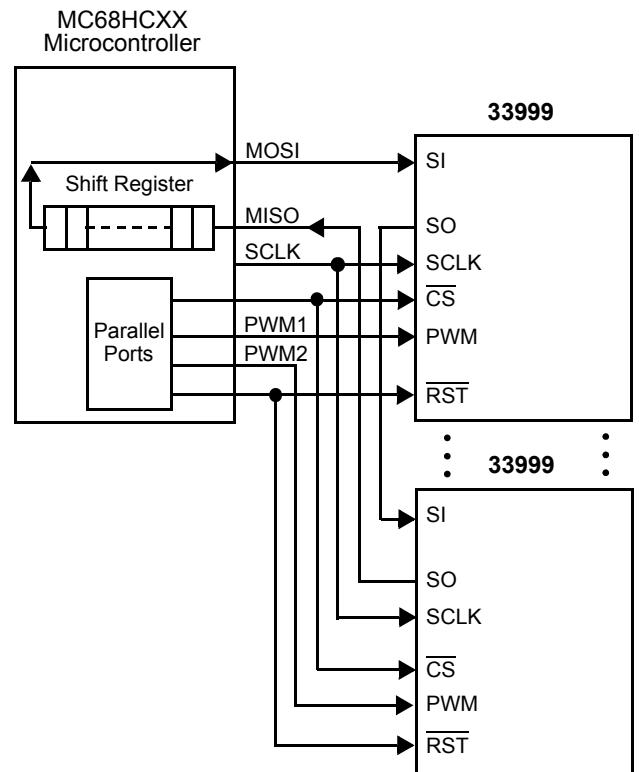 MC68HCXX
Microcontroller
33999
MOSI
SI
Shift Register
MISO
SO
SCLK
SCLK
CS
Parallel
Ports
PWM1
PWM
PWM2
RST
33999
SI
SO
SCLK
CS
PWM
RST